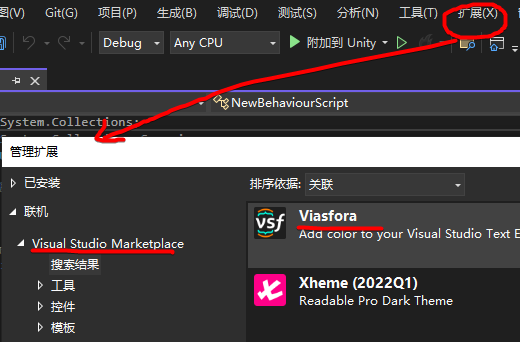 图(V) Git(G) 项目(P) 生成(B) 调试(D) 测试(S) 分析(N) 工具(T) 扩展(X)
Debug Any CPU 附加到 Unity
NewBehaviourScript
System.Collections;
管理扩展
已安装 排序依据: 关联
联机 Viasfora
Add color to your Visual Studio Text E
Visual Studio Marketplace
搜索结果
工具 Xheme (2022Q1)
控件 Readable Pro Dark Theme
模板